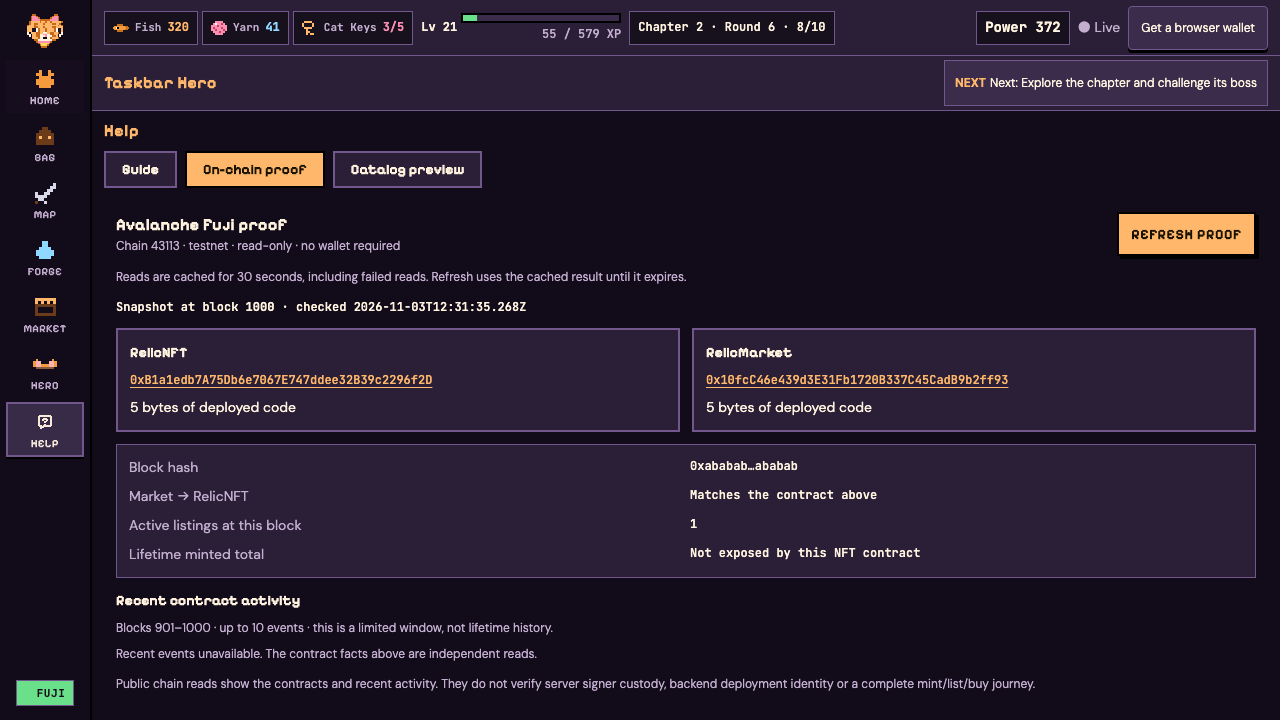 Fish 320
Yarn 41
Cat Keys 3/5
Lv 21
55 / 579 XP
Chapter 2 · Round 6 · 8/10
Power 372
Live
Get a browser wallet
HOME
BAG
MAP
FORGE
MARKET
HERO
HELP
FUJI
Taskbar Hero
NEXT Next: Explore the chapter and challenge its boss
Help
Guide
On-chain proof
Catalog preview
Avalanche Fuji proof
Chain 43113 · testnet · read-only · no wallet required
REFRESH PROOF
Reads are cached for 30 seconds, including failed reads. Refresh uses the cached result until it expires.
Snapshot at block 1000 · checked 2026-11-03T12:31:35.268Z
RelicNFT
0xB1a1edb7A75Db6e7067E747ddee32B39c2296f2D
5 bytes of deployed code
RelicMarket
0x10fcC46e439d3E31Fb1720B337C45CadB9b2ff93
5 bytes of deployed code
Block hash 0xababab…ababab
Market → RelicNFT Matches the contract above
Active listings at this block 1
Lifetime minted total Not exposed by this NFT contract
Recent contract activity
Blocks 901–1000 · up to 10 events · this is a limited window, not lifetime history.
Recent events unavailable. The contract facts above are independent reads.
Public chain reads show the contracts and recent activity. They do not verify server signer custody, backend deployment identity or a complete mint/list/buy journey.